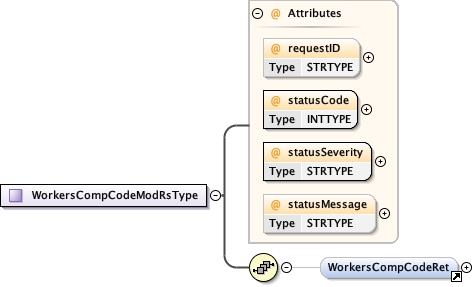 Attributes
@ requestID
Type STRTYPE
@ statusCode
Type INTTYPE
@ statusSeverity
Type STRTYPE
WorkersCompCodeModRsType
@ statusMessage
Type STRTYPE
WorkersCompCodeRet